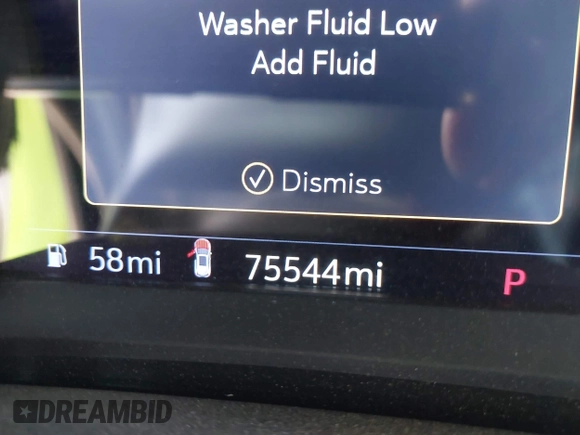 Washer Fluid Low
Add Fluid
Dismiss
58mi 75544mi P
DREAMBID